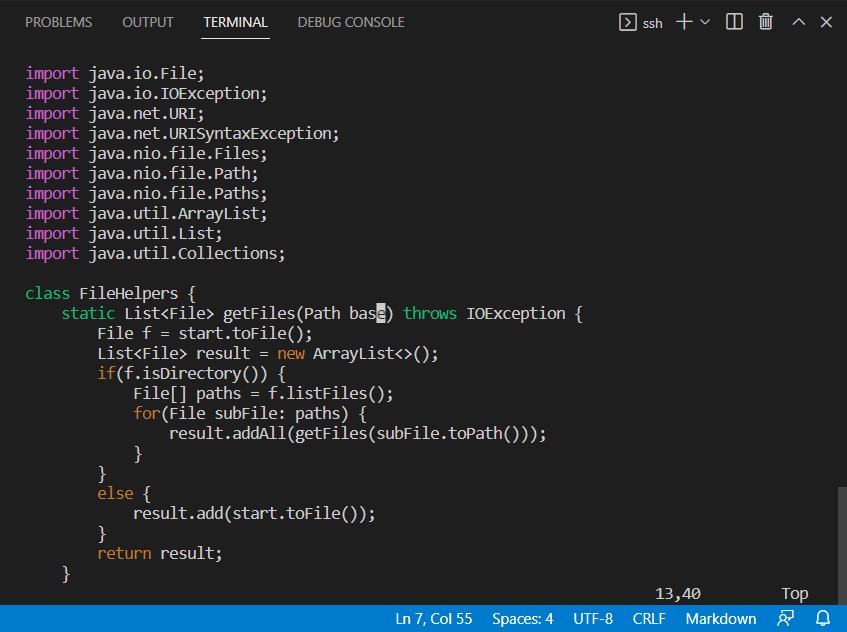 PROBLEMS OUTPUT TERMINAL DEBUG CONSOLE ssh
import java.io.File;
import java.io.IOException;
import java.net.URI;
import java.net.URISyntaxException;
import java.nio.file.Files;
import java.nio.file.Path;
import java.nio.file.Paths;
import java.util.ArrayList;
import java.util.List;
import java.util.Collections;

class FileHelpers {
    static List<File> getFiles(Path base) throws IOException {
        File f = start.toFile();
        List<File> result = new ArrayList<>();
        if(f.isDirectory()) {
            File[] paths = f.listFiles();
            for(File subFile: paths) {
                result.addAll(getFiles(subFile.toPath()));
            }
        }
        else {
            result.add(start.toFile());
        }
        return result;
    }
13,40 Top
Ln 7, Col 55 Spaces: 4 UTF-8 CRLF Markdown